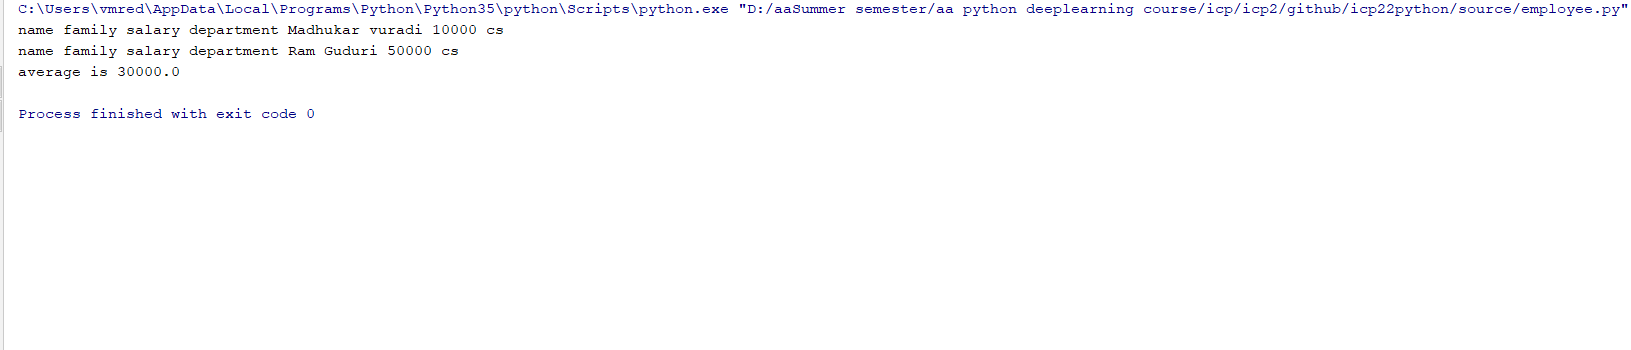 C:\Users\vmred\AppData\Local\Programs\Python\Python35\python\Scripts\python.exe "D:/aaSummer semester/aa python deeplearning course/icp/icp2/github/icp22python/source/employee.py"
name family salary department Madhukar vuradi 10000 cs
name family salary department Ram Guduri 50000 cs
average is 30000.0
Process finished with exit code 0